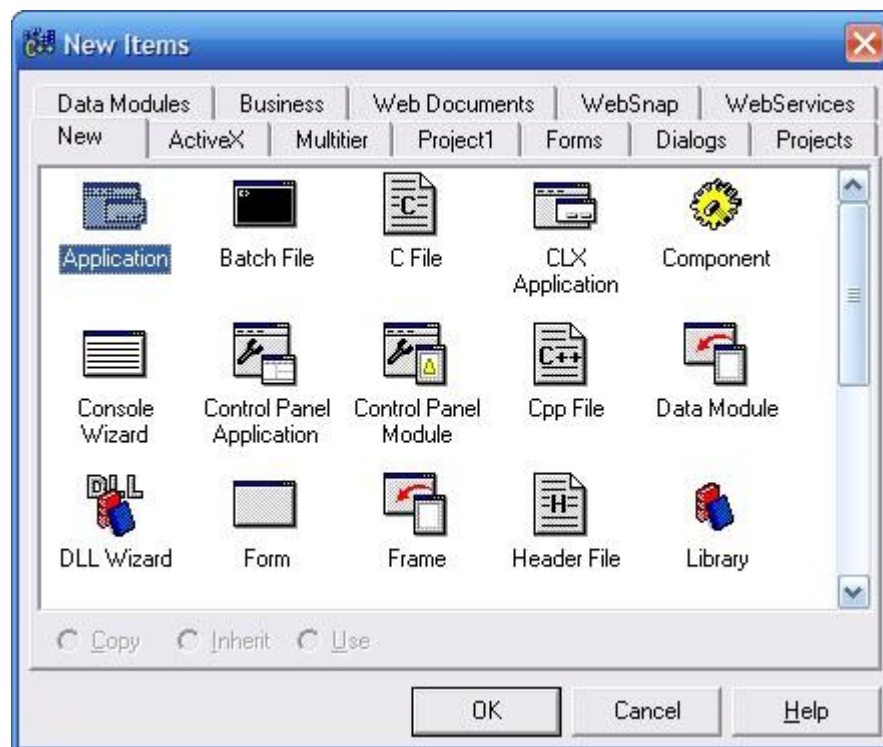 New Items
Data Modules Business Web Documents WebSnap WebServices
New ActiveX Multitier Project1 Forms Dialogs Projects
Application Batch File C File CLX Application Component
Console Wizard Control Panel Application Control Panel Module Cpp File Data Module
DLL
DLL Wizard Form Frame Header File Library
Copy Inherit Use
OK Cancel Help